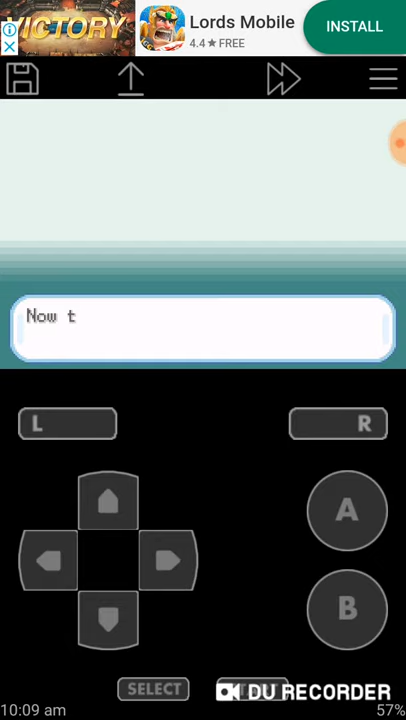 VICTORY
Lords Mobile
4.4★ FREE
INSTALL
Now t
L
R
A
B
SELECT
DU RECORDER
10:09 am
57%